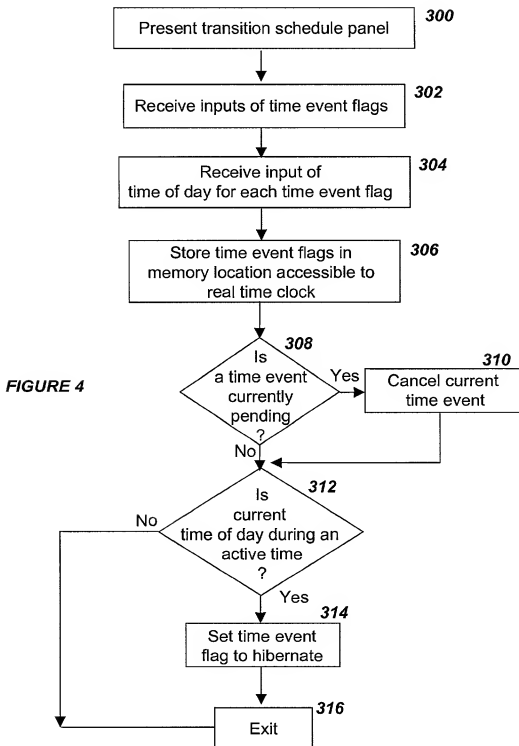 300
Present transition schedule panel
302
Receive inputs of time event flags
304
Receive input of
time of day for each time event flag
306
Store time event flags in
memory location accessible to
real time clock
308
Is
a time event
currently
pending
?
Yes
310
Cancel current
time event
FIGURE 4
No
312
Is
current
time of day during an
active time
?
No
Yes
314
Set time event
flag to hibernate
316
Exit